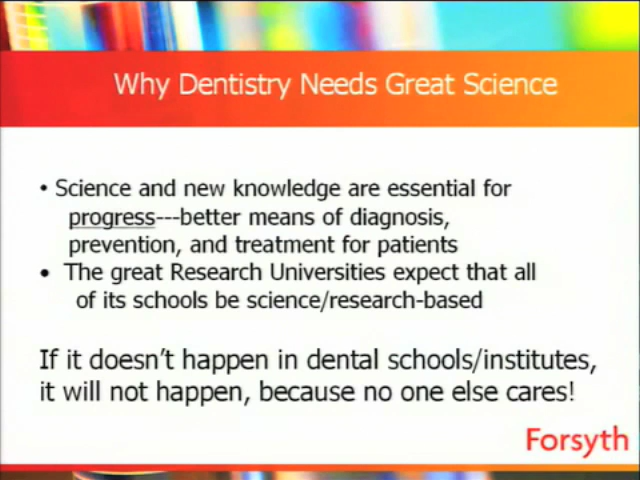 Why Dentistry Needs Great Science
• Science and new knowledge are essential for
progress---better means of diagnosis,
prevention, and treatment for patients
• The great Research Universities expect that all
of its schools be science/research-based
If it doesn't happen in dental schools/institutes,
it will not happen, because no one else cares!
Forsyth